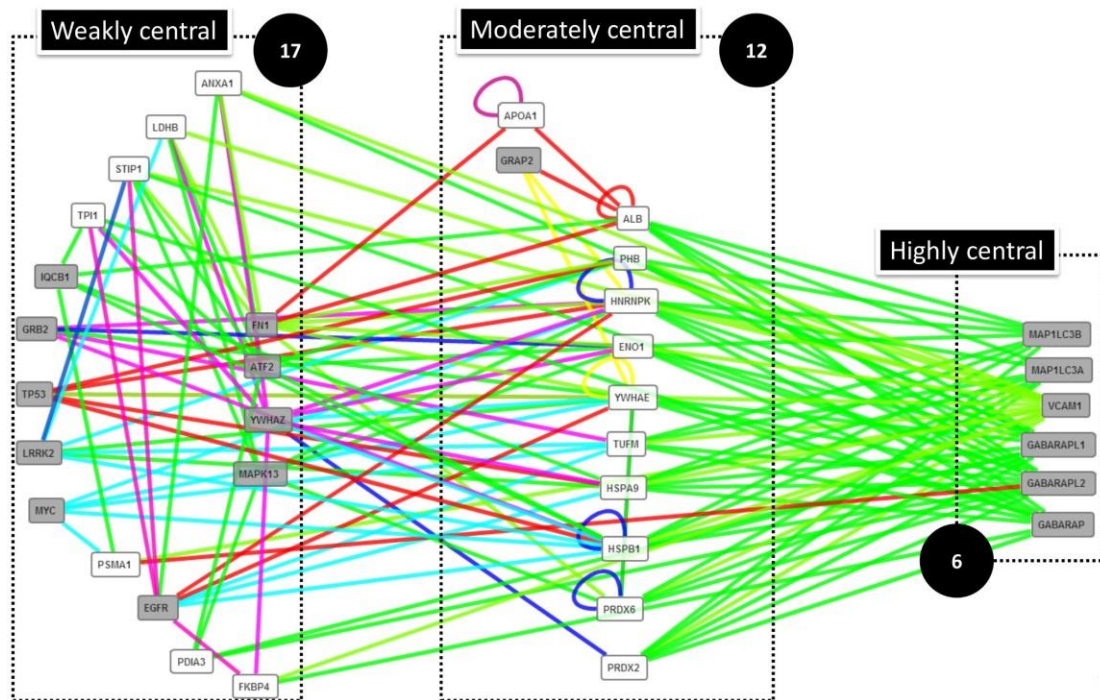 Weakly central
17
ANXA1
LDHB
STIP1
TPI1
IQCB1
GRB2
TP53
LRRK2
MYC
PSMA1
EGFR
PDIA3
FKBP4
FN1
ATF2
YWHAZ
MAPK13
Moderately central
12
APOA1
GRAP2
ALB
PHB
HNRNPK
ENO1
YWHAE
TUFM
HSPA9
HSPB1
PRDX6
PRDX2
Highly central
MAP1LC3B
MAP1LC3A
VCAM1
GABARAPL1
GABARAPL2
GABARAP
6